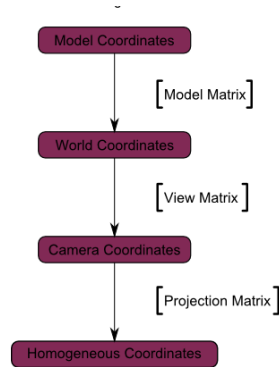 Model Coordinates
[Model Matrix]
World Coordinates
[View Matrix]
Camera Coordinates
[Projection Matrix]
Homogeneous Coordinates